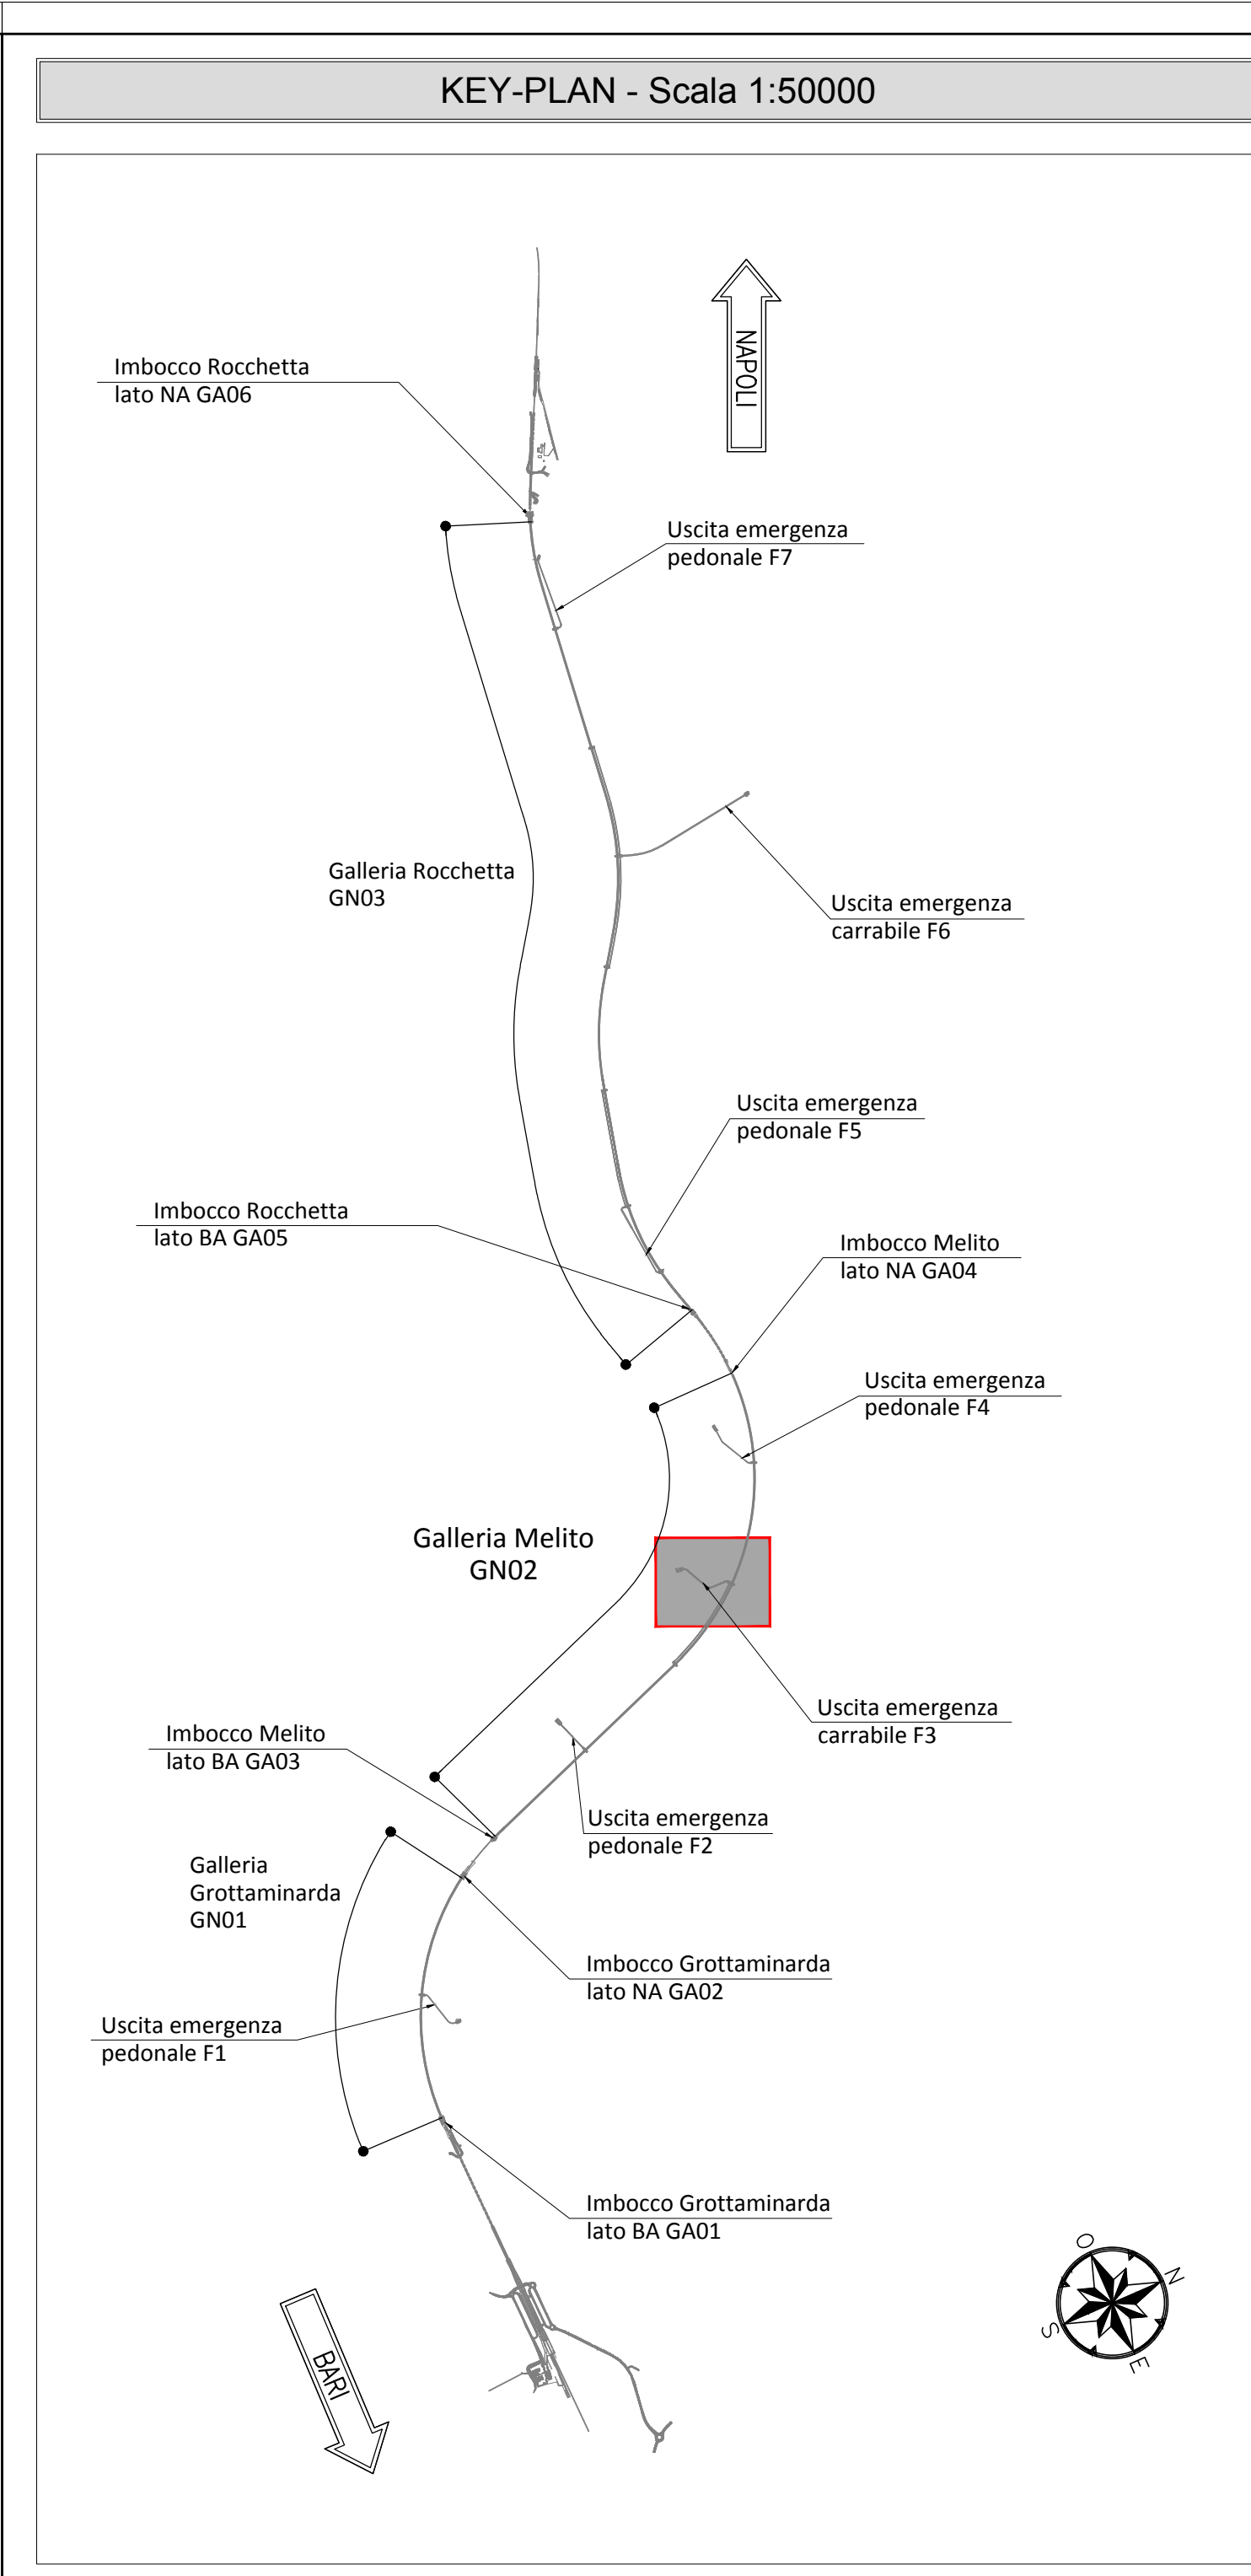 KEY-PLAN - Scala 1:50000
NAPOLI
Imbocco Rocchetta
lato NA GA06
Uscita emergenza
pedonale F7
Galleria Rocchetta
GN03
Uscita emergenza
carrabile F6
Uscita emergenza
pedonale F5
Imbocco Rocchetta
lato BA GA05
Imbocco Melito
lato NA GA04
Uscita emergenza
pedonale F4
Galleria Melito
GN02
Uscita emergenza
carrabile F3
Imbocco Melito
lato BA GA03
Uscita emergenza
pedonale F2
Galleria
Grottaminarda
GN01
Imbocco Grottaminarda
lato NA GA02
Uscita emergenza
pedonale F1
Imbocco Grottaminarda
lato BA GA01
O
N
S
E
BARI